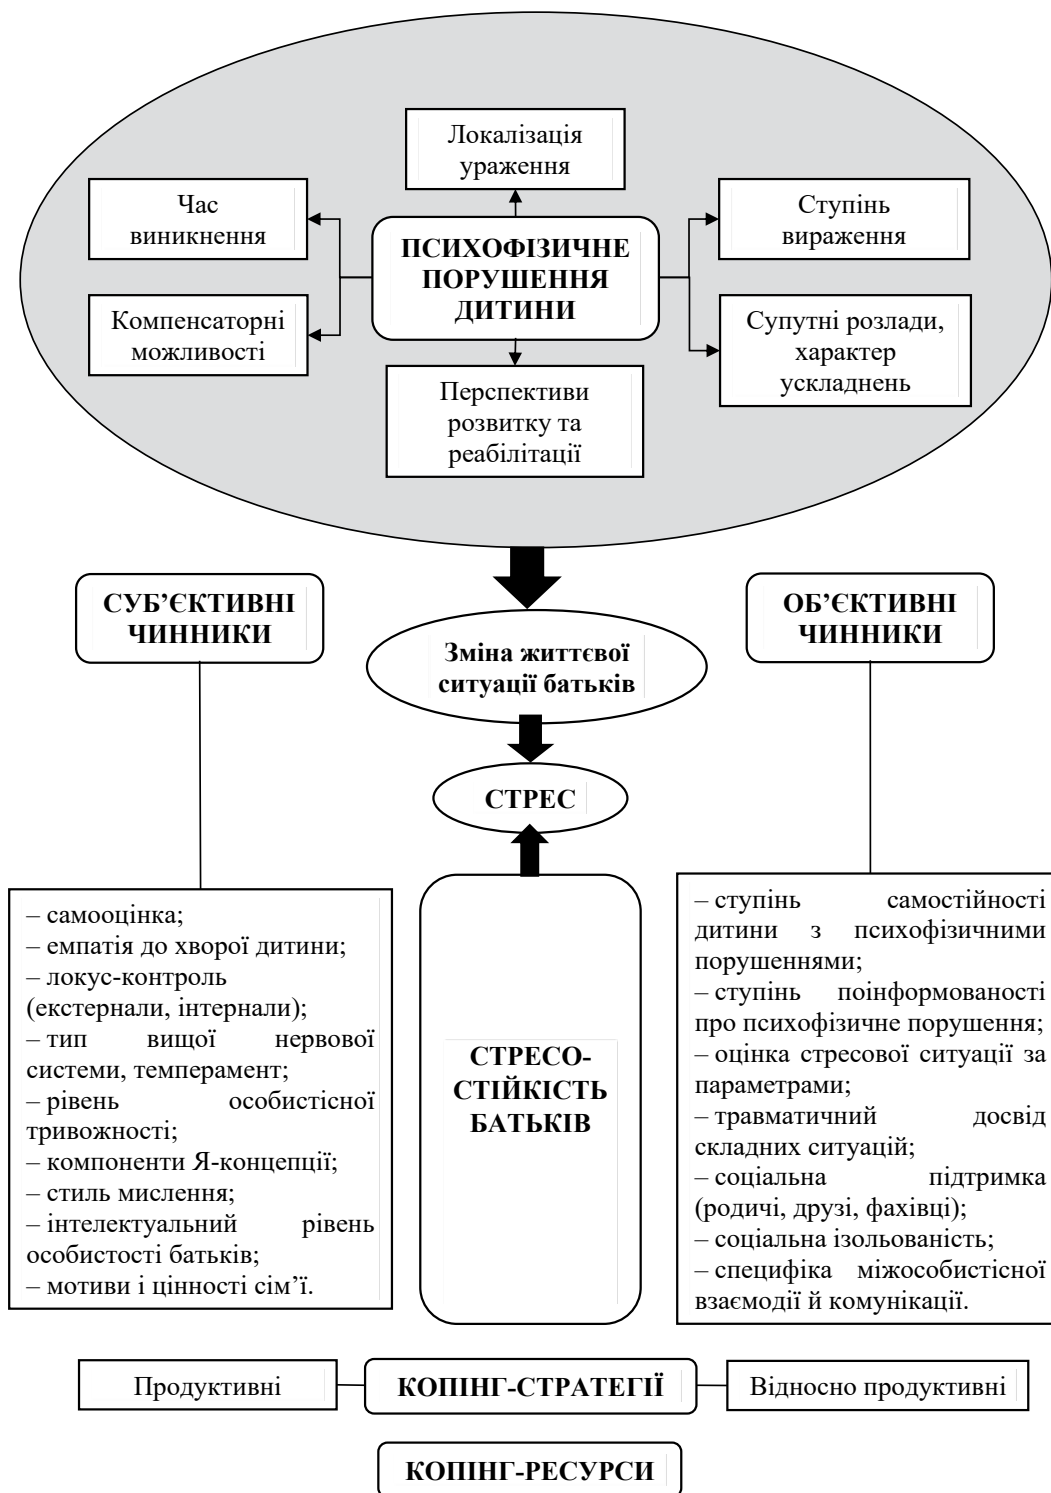 Локалізація
ураження
Час
виникнення
Ступінь
вираження
ПСИХОФІЗИЧНЕ
ПОРУШЕННЯ
ДИТИНИ
Компенсаторні
можливості
Супутні розлади,
характер
ускладнень
Перспективи
розвитку та
реабілітації
СУБ’ЄКТИВНІ
ЧИННИКИ
ОБ’ЄКТИВНІ
ЧИННИКИ
Зміна життєвої
ситуації батьків
СТРЕС
– самооцінка;
– емпатія до хворої дитини;
– локус-контроль
(екстернали, інтернали);
– тип вищої нервової
системи, темперамент;
– рівень особистісної
тривожності;
– компоненти Я-концепції;
– стиль мислення;
– інтелектуальний рівень
особистості батьків;
– мотиви і цінності сім’ї.
СТРЕСО-
СТІЙКІСТЬ
БАТЬКІВ
– ступінь самостійності
дитини з психофізичними
порушеннями;
– ступінь поінформованості
про психофізичне порушення;
– оцінка стресової ситуації за
параметрами;
– травматичний досвід
складних ситуацій;
– соціальна підтримка
(родичі, друзі, фахівці);
– соціальна ізольованість;
– специфіка міжособистісної
взаємодії й комунікації.
Продуктивні
КОПІНГ-СТРАТЕГІЇ
Відносно продуктивні
КОПІНГ-РЕСУРСИ